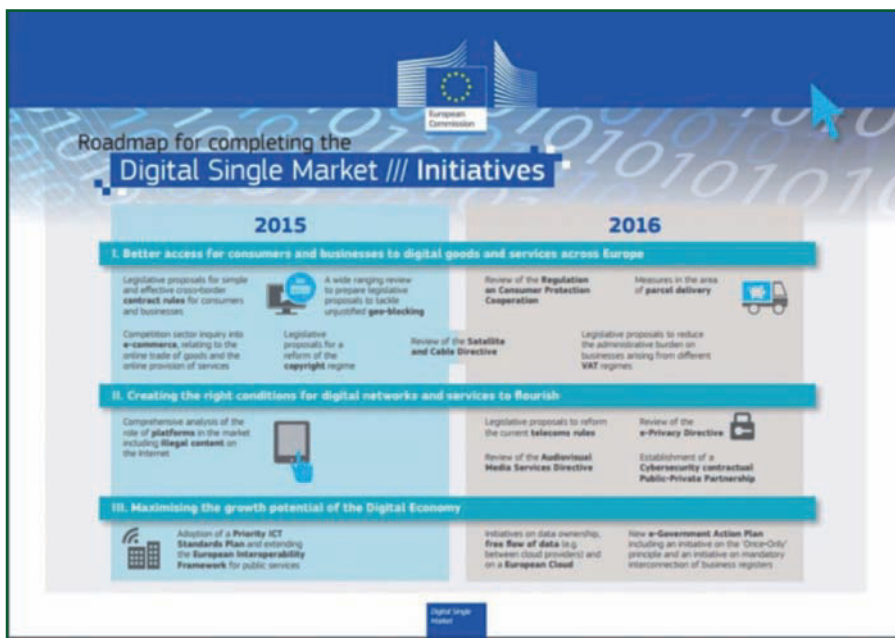 European
Commission
Roadmap for completing the
Digital Single Market /// Initiatives
2015
2016
I. Better access for consumers and businesses to digital goods and services across Europe
Legislative proposals for simple
and effective cross-border
contract rules for consumers
and businesses
A wide ranging review
to prepare legislative
proposals to tackle
unjustified geo-blocking
Review of the Regulation
on Consumer Protection
Cooperation
Measures in the area
of parcel delivery
Competition sector inquiry into
e-commerce, relating to the
online trade of goods and the
online provision of services
Legislative
proposals for a
reform of the
copyright regime
Review of the Satellite
and Cable Directive
Legislative proposals to reduce
the administrative burden on
businesses arising from different
VAT regimes
II. Creating the right conditions for digital networks and services to flourish
Comprehensive analysis of the
role of platforms in the market
including illegal content on
the Internet
Legislative proposals to reform
the current telecoms rules
Review of the
e-Privacy Directive
Review of the Audiovisual
Media Services Directive
Establishment of a
Cybersecurity contractual
Public-Private Partnership
III. Maximising the growth potential of the Digital Economy
Adoption of a Priority ICT
Standards Plan and extending
the European Interoperability
Framework for public services
Initiatives on data ownership,
free flow of data (e.g.
between cloud providers) and
on a European Cloud
New e-Government Action Plan
including an initiative on the 'Once-Only'
principle and an initiative on mandatory
interconnection of business registers
Digital Single
Market